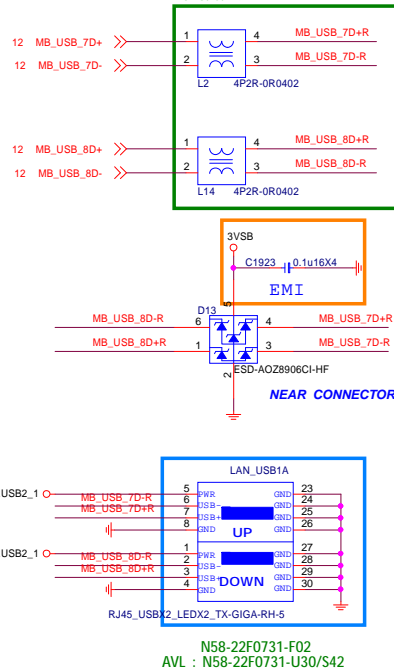 12 MB_USB_7D+ 1 4 MB_USB_7D+R
12 MB_USB_7D- 2 3 MB_USB_7D-R
L2 4P2R-0R0402
12 MB_USB_8D+ 1 4 MB_USB_8D+R
12 MB_USB_8D- 2 3 MB_USB_8D-R
L14 4P2R-0R0402
3VSB
C1923 0.1u16X4
EMI
D13 5
MB_USB_8D-R 6 4 MB_USB_7D+R
MB_USB_8D+R 1 3 MB_USB_7D-R
2 ESD-AOZ8906CI-HF
NEAR CONNECTOR
LAN_USB1A
USB2_1 5 PWR GND 23
MB_USB_7D-R 6 USB- GND 24
MB_USB_7D+R 7 USB+ GND 25
8 GND GND 26
UP
USB2_1 1 PWR GND 27
MB_USB_8D-R 2 USB- GND 28
MB_USB_8D+R 3 USB+ GND 29
4 GND GND 30
DOWN
RJ45_USBX2_LEDX2_TX-GIGA-RH-5
N58-22F0731-F02
AVL : N58-22F0731-U30/S42